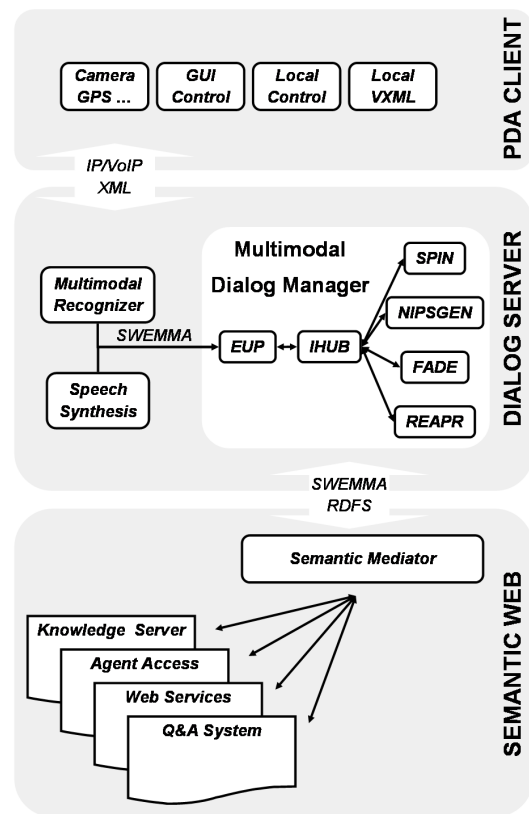 Camera
GPS ...
GUI
Control
Local
Control
Local
VXML
PDA CLIENT
IP/VoIP
XML
Multimodal
Dialog Manager
Multimodal
Recognizer
SWEMMA
Speech
Synthesis
EUP
IHUB
SPIN
NIPSGEN
FADE
REAPR
DIALOG SERVER
SWEMMA
RDFS
Semantic Mediator
Knowledge Server
Agent Access
Web Services
Q&A System
SEMANTIC WEB